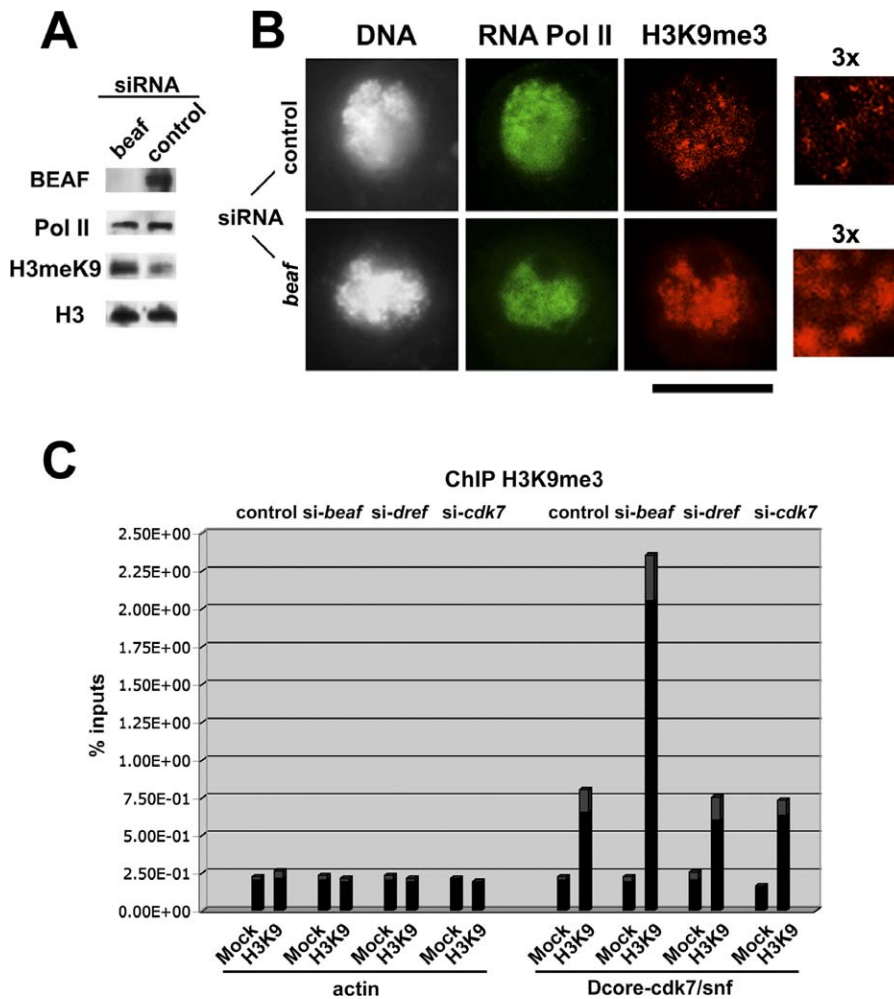 A
siRNA
beaf control
BEAF
Pol II
H3meK9
H3
B
DNA RNA Pol II H3K9me3
3x
control
siRNA
beaf
3x
C
ChIP H3K9me3
control si-beaf si-dref si-cdk7 control si-beaf si-dref si-cdk7
2.50E+00
2.25E+00
2.00E+00
1.75E+00
1.50E+00
1.25E+00
1.00E+00
7.50E-01
5.00E-01
2.50E-01
0.00E+00
% inputs
Mock H3K9 Mock H3K9 Mock H3K9 Mock H3K9 Mock H3K9 Mock H3K9 Mock H3K9 Mock H3K9
actin Dcore-cdk7/snf